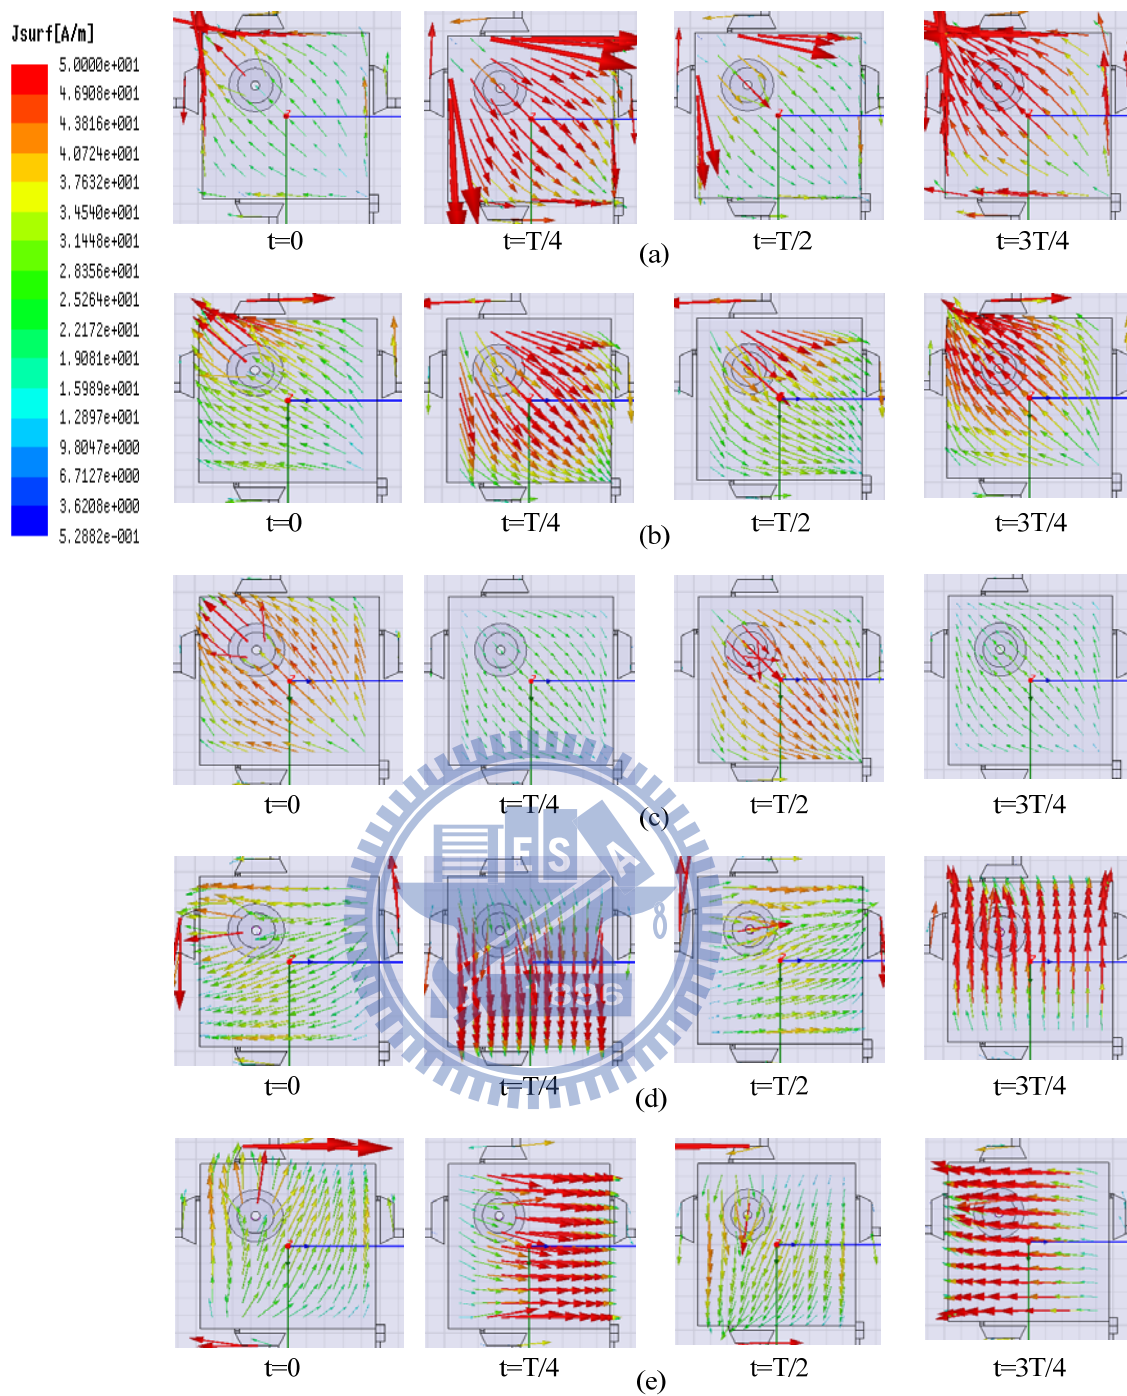 Jsurf[A/m]
5.0000e+001
4.6908e+001
4.3816e+001
4.0724e+001
3.7632e+001
3.4540e+001
3.1448e+001
2.8356e+001
2.5264e+001
2.2172e+001
1.9081e+001
1.5989e+001
1.2897e+001
9.8047e+000
6.7127e+000
3.6208e+000
5.2882e-001
t=0 t=T/4 t=T/2 t=3T/4
(a)
t=0 t=T/4 t=T/2 t=3T/4
(b)
t=0 t=T/4 t=T/2 t=3T/4
(c)
E S A
8
1896
t=0 t=T/4 t=T/2 t=3T/4
(d)
t=0 t=T/4 t=T/2 t=3T/4
(e)